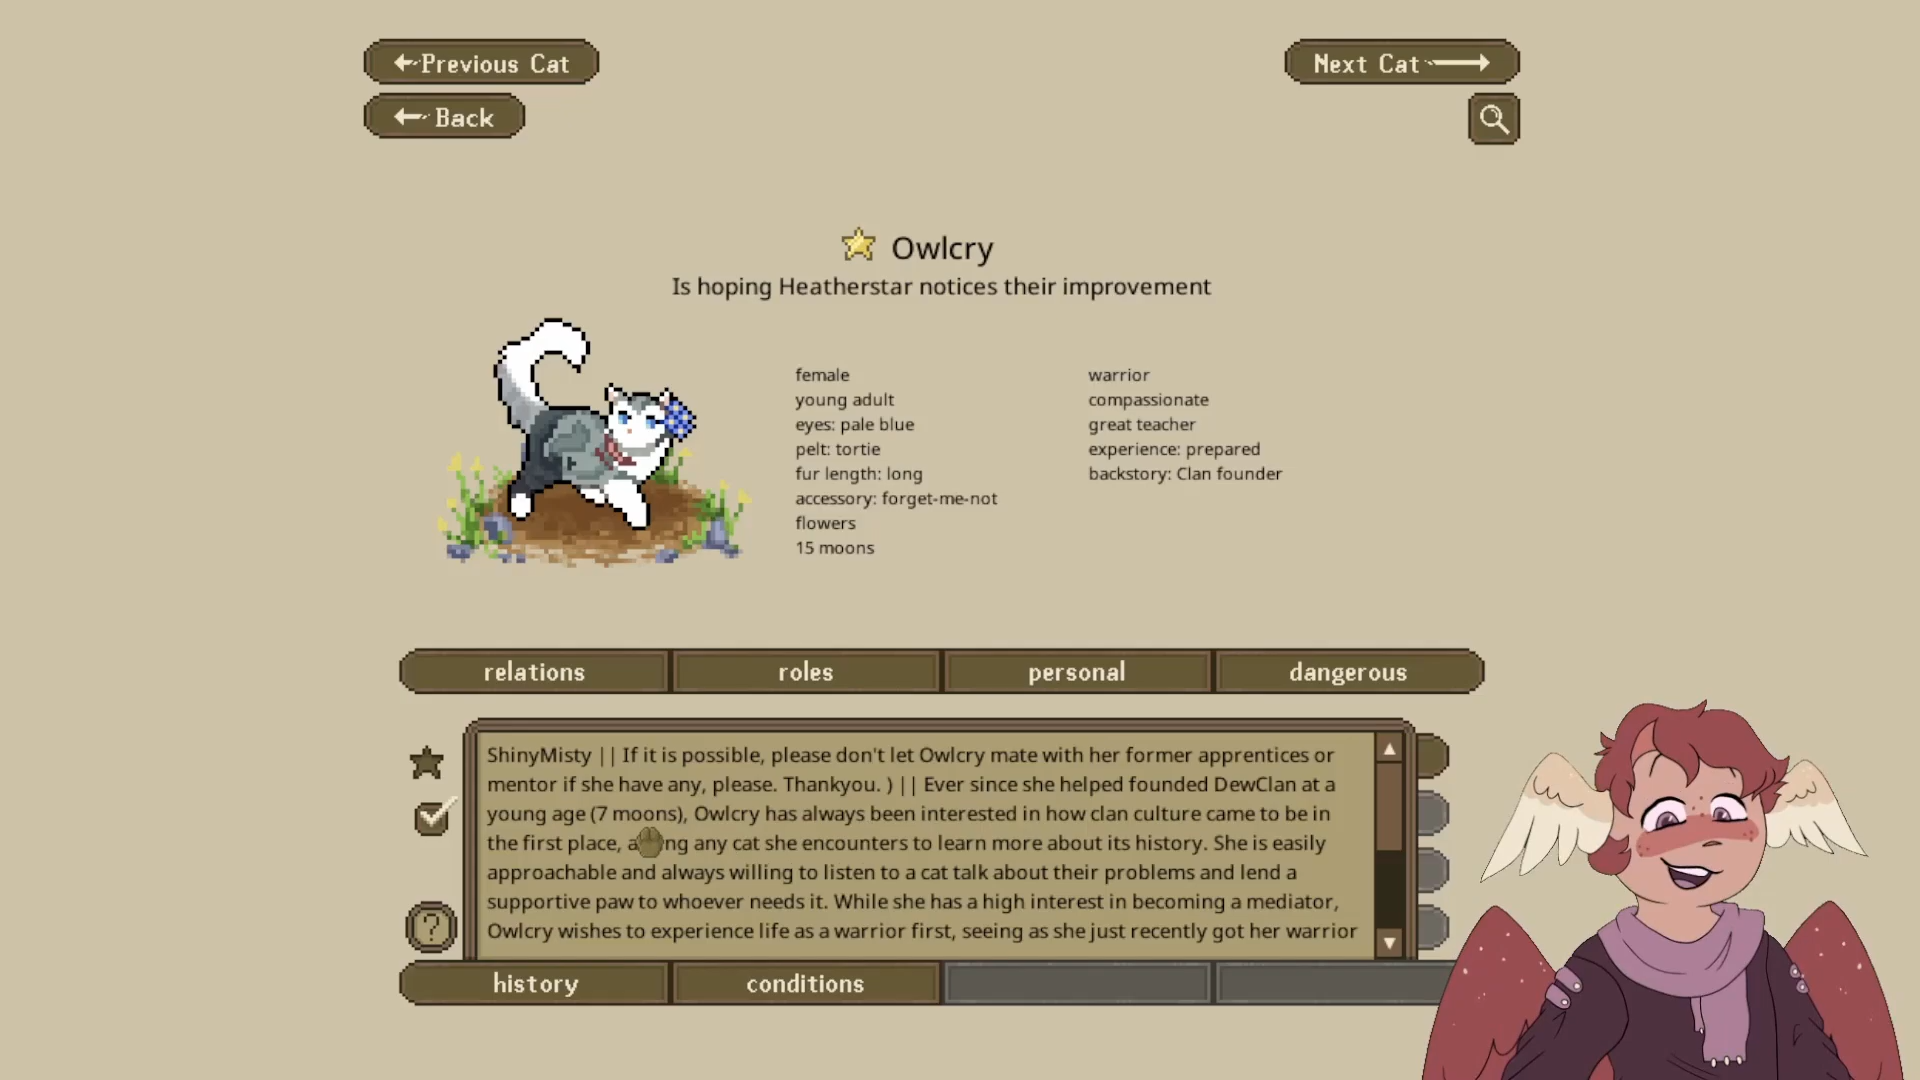 Previous Cat
Next Cat
Back
Owlcry
Is hoping Heatherstar notices their improvement
female
young adult
eyes: pale blue
pelt: tortie
fur length: long
accessory: forget-me-not
flowers
15 moons
warrior
compassionate
great teacher
experience: prepared
backstory: Clan founder
relations
roles
personal
dangerous
ShinyMisty || If it is possible, please don't let Owlcry mate with her former apprentices or
mentor if she have any, please. Thankyou. ) || Ever since she helped founded DewClan at a
young age (7 moons), Owlcry has always been interested in how clan culture came to be in
the first place, any cat she encounters to learn more about its history. She is easily
approachable and always willing to listen to a cat talk about their problems and lend a
supportive paw to whoever needs it. While she has a high interest in becoming a mediator,
Owlcry wishes to experience life as a warrior first, seeing as she just recently got her warrior
?
history
conditions